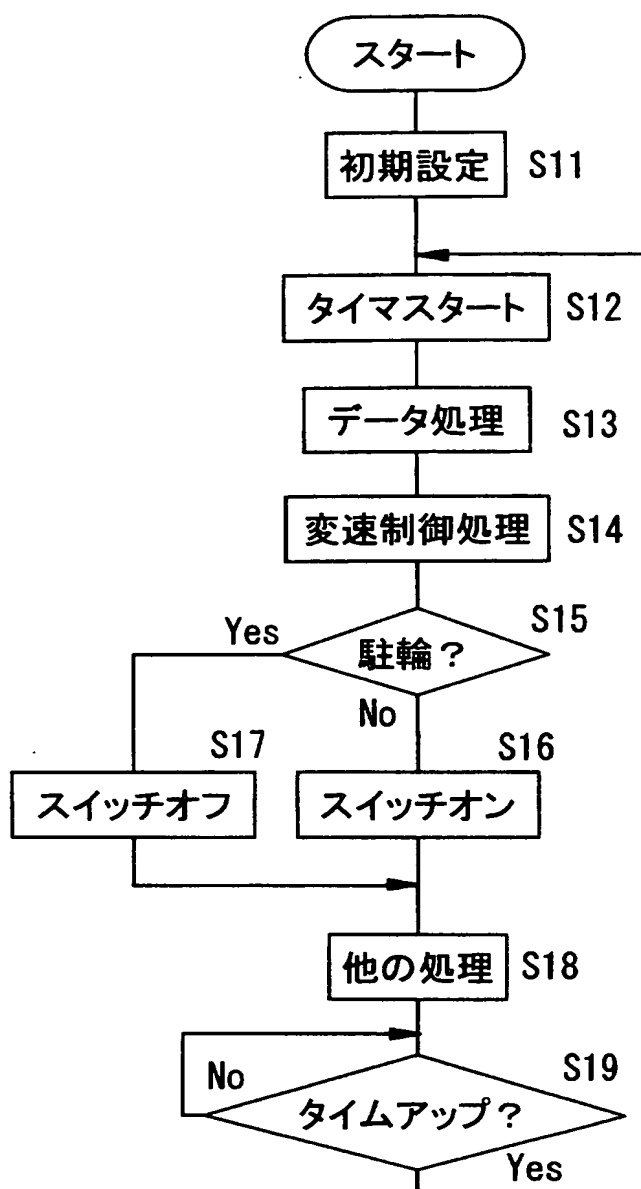 スタート
初期設定 S11
タイマスタート S12
データ処理 S13
変速制御処理 S14
S15
Yes
駐輪?
No
S17
S16
スイッチオフ
スイッチオン
他の処理 S18
S19
No
タイムアップ?
Yes